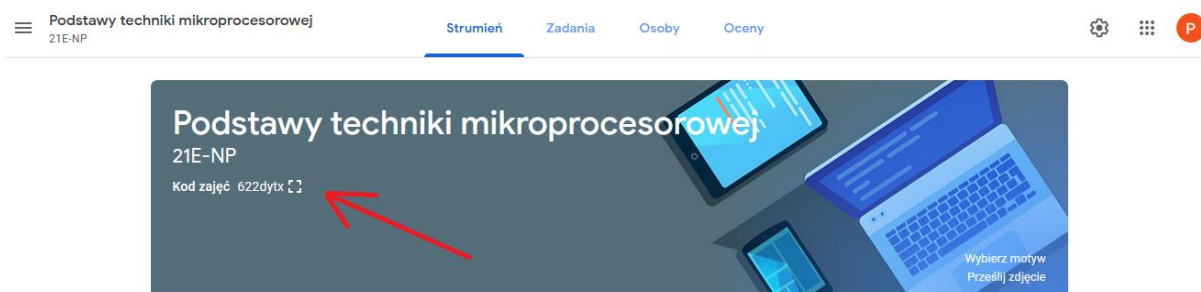 Podstawy techniki mikroprocesorowej
21E-NP
Strumień
Zadania
Osoby
Oceny
P
Podstawy techniki mikroprocesorowej
21E-NP
Kod zajęć 622dytx
Wybierz motyw
Prześlij zdjęcie